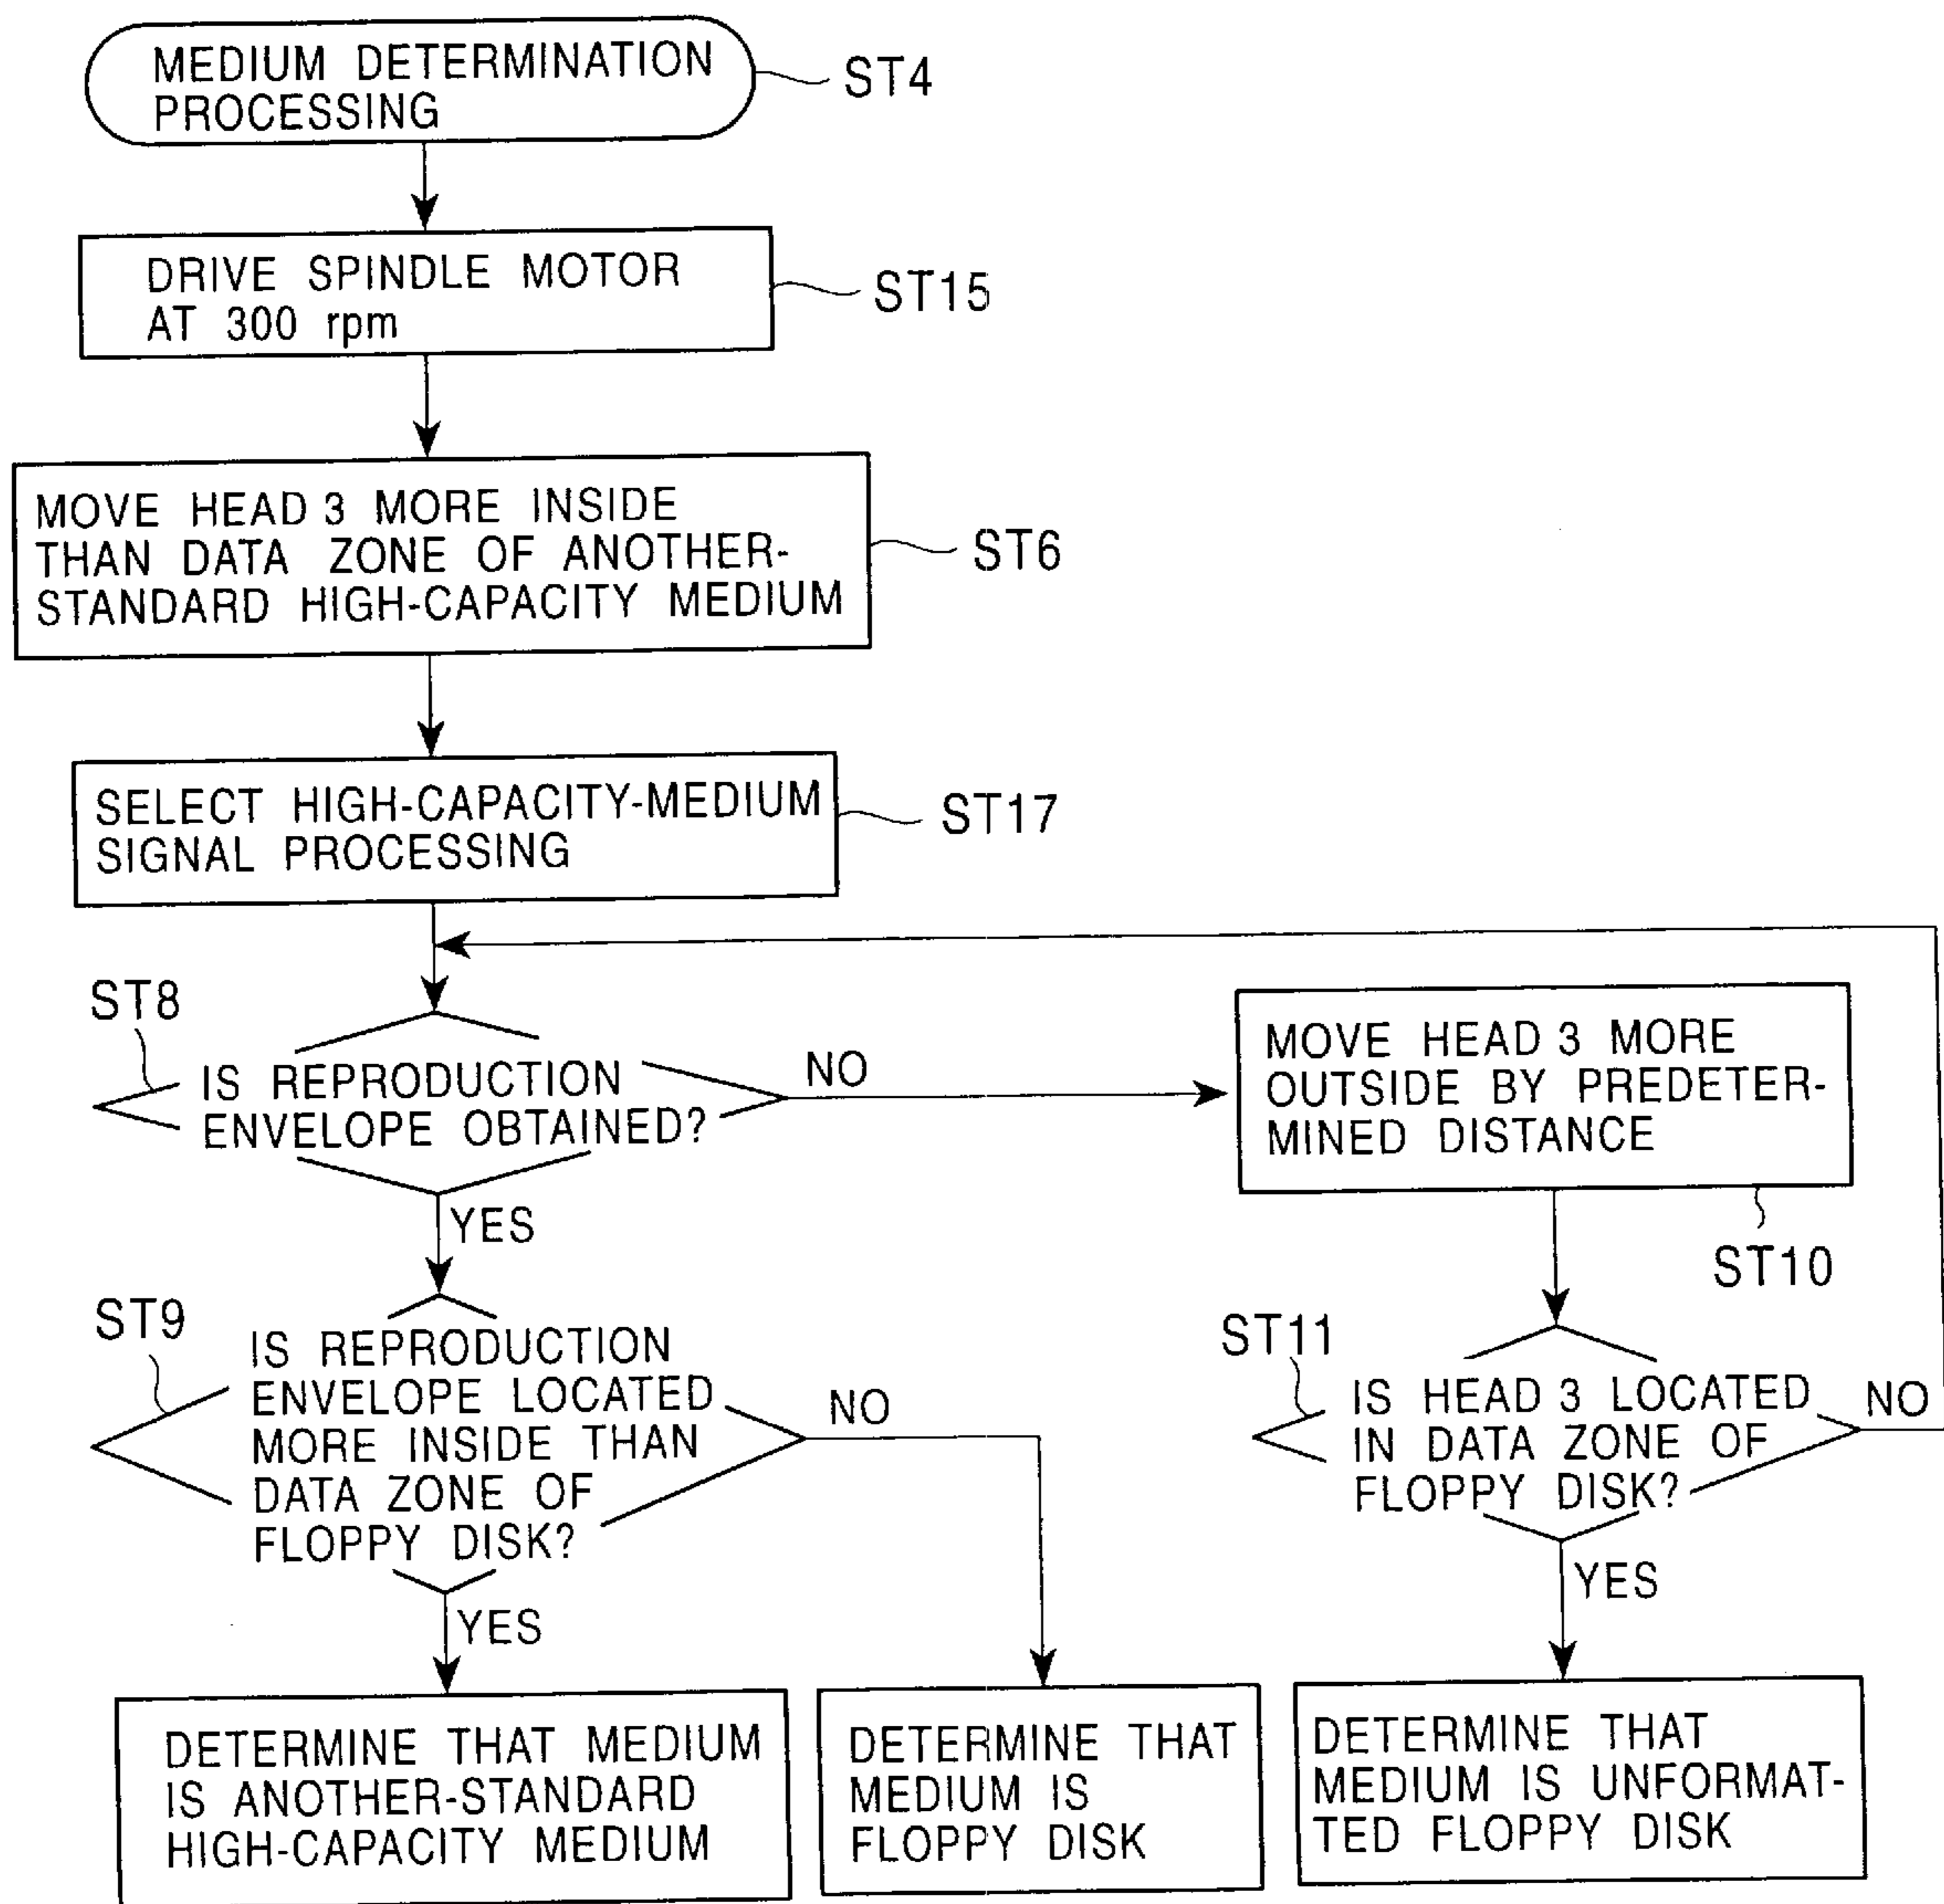 MEDIUM DETERMINATION
PROCESSING
ST4
DRIVE SPINDLE MOTOR
AT 300 rpm
ST15
MOVE HEAD 3 MORE INSIDE
THAN DATA ZONE OF ANOTHER-
STANDARD HIGH-CAPACITY MEDIUM
ST6
SELECT HIGH-CAPACITY-MEDIUM
SIGNAL PROCESSING
ST17
ST8
IS REPRODUCTION
ENVELOPE OBTAINED?
NO
YES
MOVE HEAD 3 MORE
OUTSIDE BY PREDETER-
MINED DISTANCE
ST10
ST9
IS REPRODUCTION
ENVELOPE LOCATED
MORE INSIDE THAN
DATA ZONE OF
FLOPPY DISK?
NO
YES
ST11
IS HEAD 3 LOCATED
IN DATA ZONE OF
FLOPPY DISK?
NO
YES
DETERMINE THAT MEDIUM
IS ANOTHER-STANDARD
HIGH-CAPACITY MEDIUM
DETERMINE THAT
MEDIUM IS
FLOPPY DISK
DETERMINE THAT
MEDIUM IS UNFORMAT-
TED FLOPPY DISK